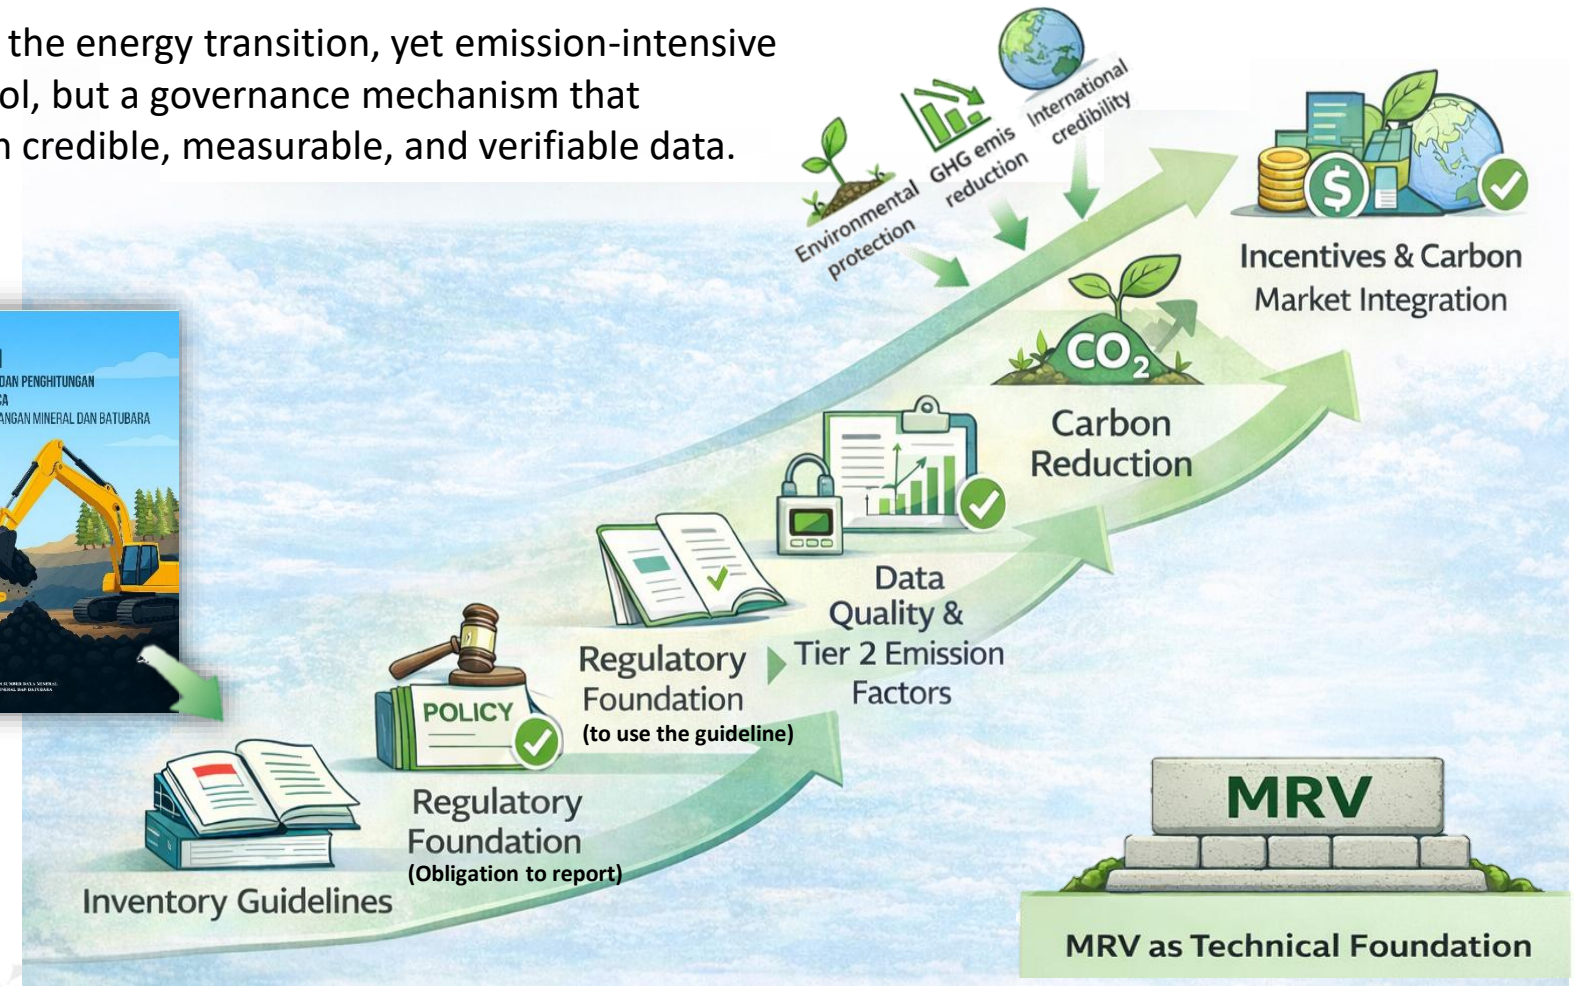 the energy transition, yet emission-intensive
ol, but a governance mechanism that
credible, measurable, and verifiable data.
International
credibility
GHG emis
reduction
Environmental
protection
$
Incentives & Carbon
Market Integration
CO₂
Carbon
Reduction
DAN PENGHITUNGAN
CA
ANGAN MINERAL DAN BATUBARA
Data
Quality &
Tier 2 Emission
Factors
Regulatory
Foundation
(to use the guideline)
POLICY
Regulatory
Foundation
(Obligation to report)
Inventory Guidelines
MRV
MRV as Technical Foundation